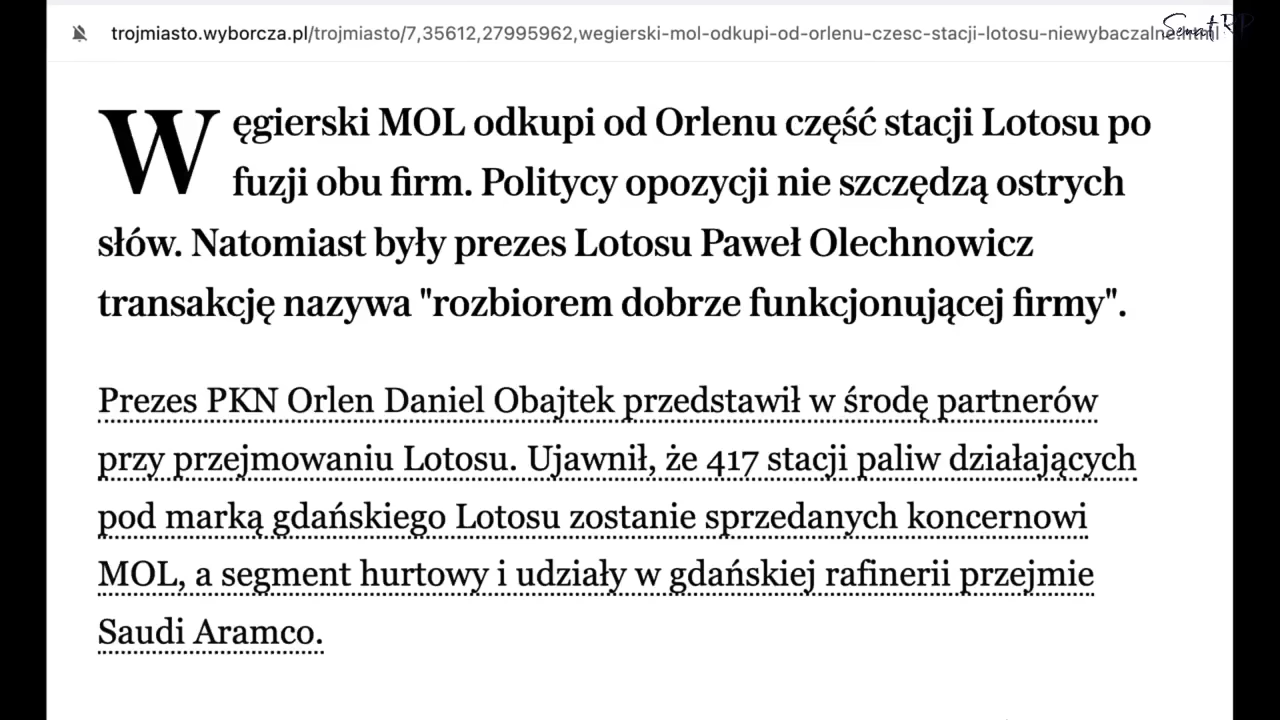 trojmiasto.wyborcza.pl/trojmiasto/7,35612,27995962,wegierski-mol-odkupi-od-orlenu-czesc-stacji-lotosu-niewybaczalne.html
Węgierski MOL odkupi od Orlenu część stacji Lotosu po
fuzji obu firm. Politycy opozycji nie szczędzą ostrych
słów. Natomiast były prezes Lotosu Paweł Olechnowicz
transakcję nazywa "rozbiorem dobrze funkcjonującej firmy".
Prezes PKN Orlen Daniel Obajtek przedstawił w środę partnerów
przy przejmowaniu Lotosu. Ujawnił, że 417 stacji paliw działających
pod marką gdańskiego Lotosu zostanie sprzedanych koncernowi
MOL, a segment hurtowy i udziały w gdańskiej rafinerii przejmie
Saudi Aramco.